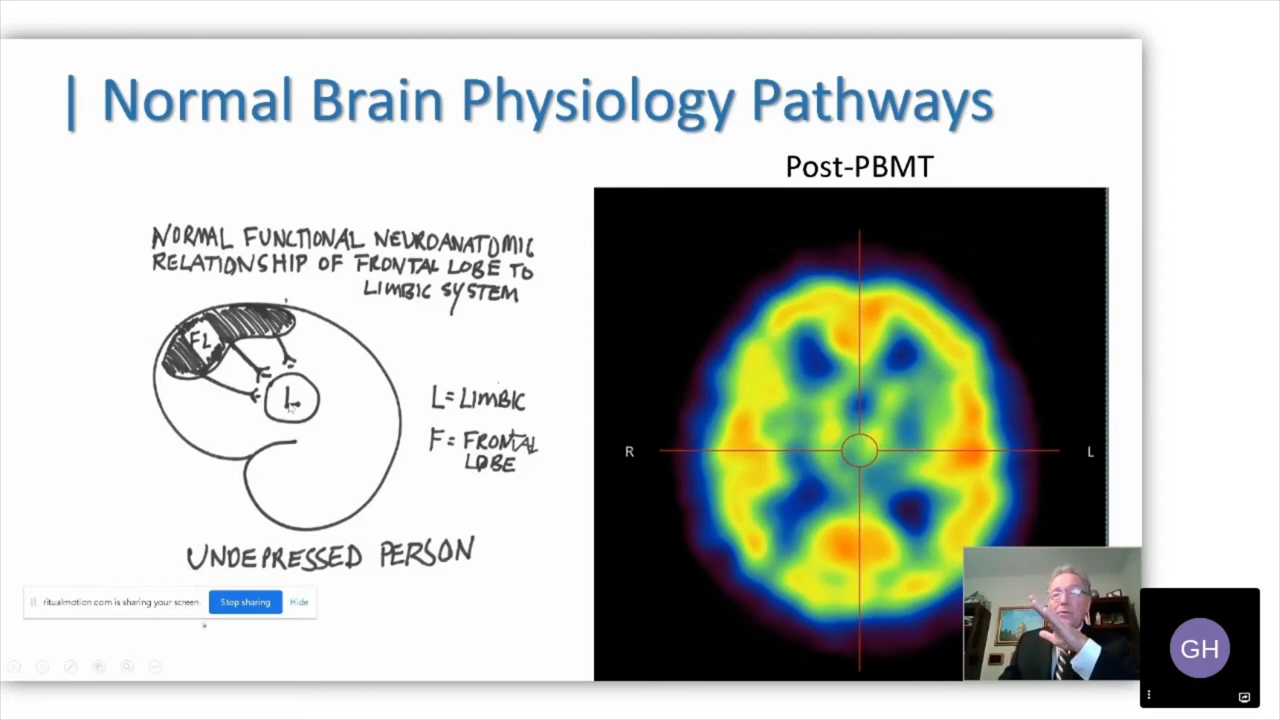 | Normal Brain Physiology Pathways
Post-PBMT
NORMAL FUNCTIONAL NEUROANATOMIC
RELATIONSHIP OF FRONTAL LOBE TO
LIMBIC SYSTEM
FL
L
L = LIMBIC
F = FRONTAL
LOBE
UNDEPRESSED PERSON
R
L
ritualmotion.com is sharing your screen.
Stop sharing
Hide
GH